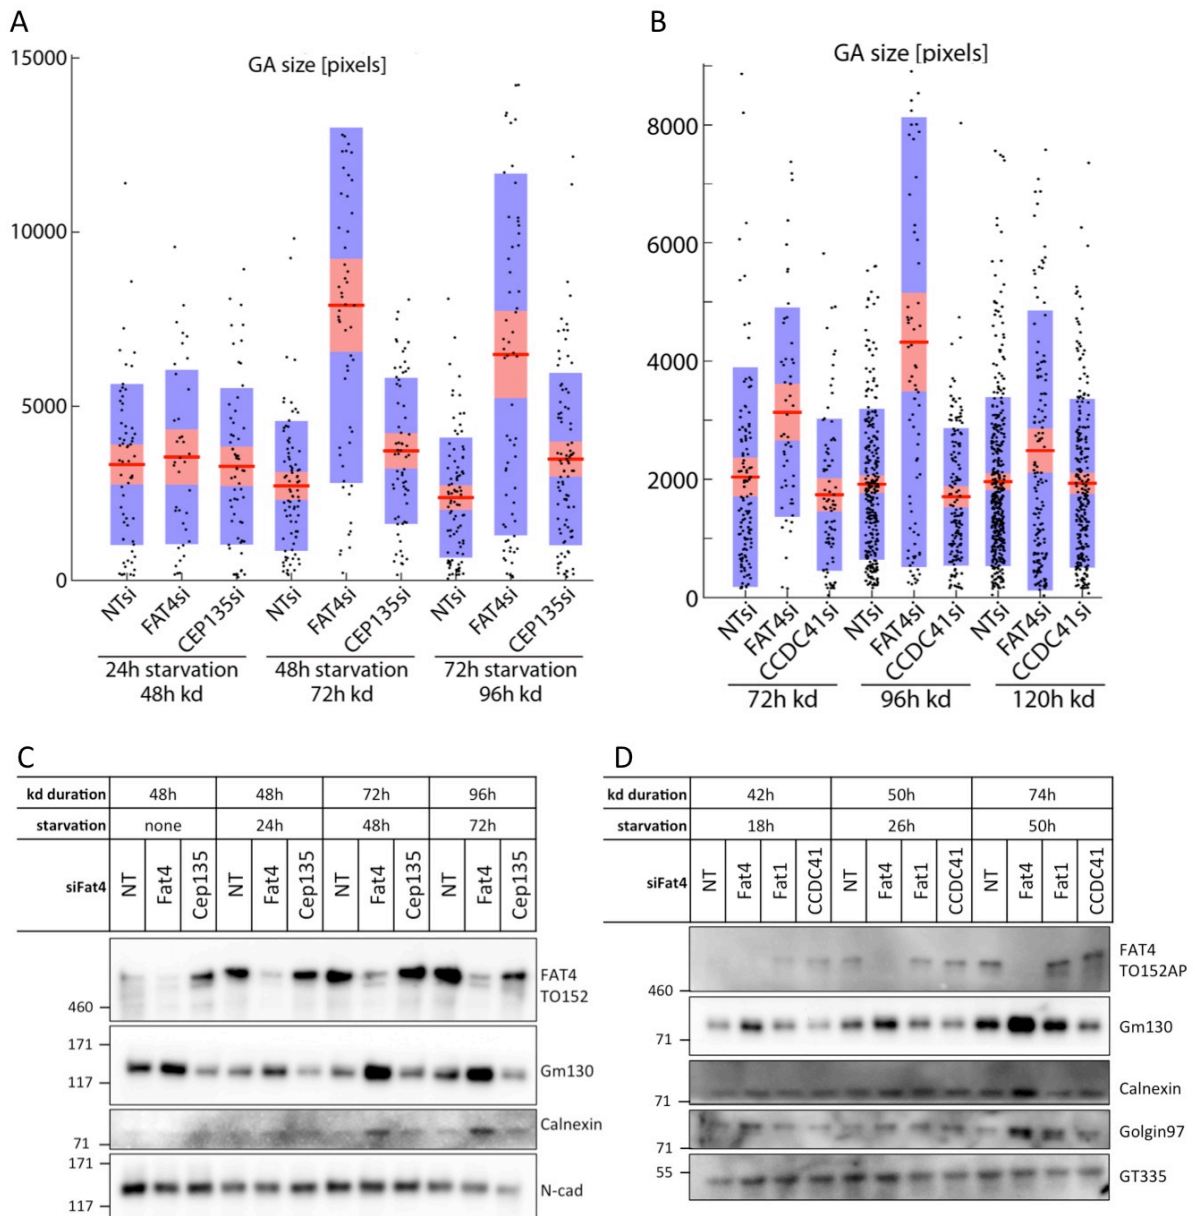 A
GA size [pixels]
15000
10000
5000
0
NTsi
FAT4si
CEP135si
NTsi
FAT4si
CEP135si
NTsi
FAT4si
CEP135si
24h starvation
48h kd
48h starvation
72h kd
72h starvation
96h kd
B
GA size [pixels]
8000
6000
4000
2000
0
NTsi
FAT4si
CCDC41si
NTsi
FAT4si
CCDC41si
NTsi
FAT4si
CCDC41si
72h kd
96h kd
120h kd
C
kd duration 48h 48h 72h 96h
starvation none 24h 48h 72h
siFat4 NT Fat4 Cep135 NT Fat4 Cep135 NT Fat4 Cep135 NT Fat4 Cep135
FAT4
TO152
460
171
Gm130
117
Calnexin
71
171
N-cad
117
D
kd duration 42h 50h 74h
starvation 18h 26h 50h
siFat4 NT Fat4 Fat1 CCDC41 NT Fat4 Fat1 CCDC41 NT Fat4 Fat1 CCDC41
FAT4
TO152AP
460
Gm130
71
Calnexin
71
Golgin97
71
55
GT335